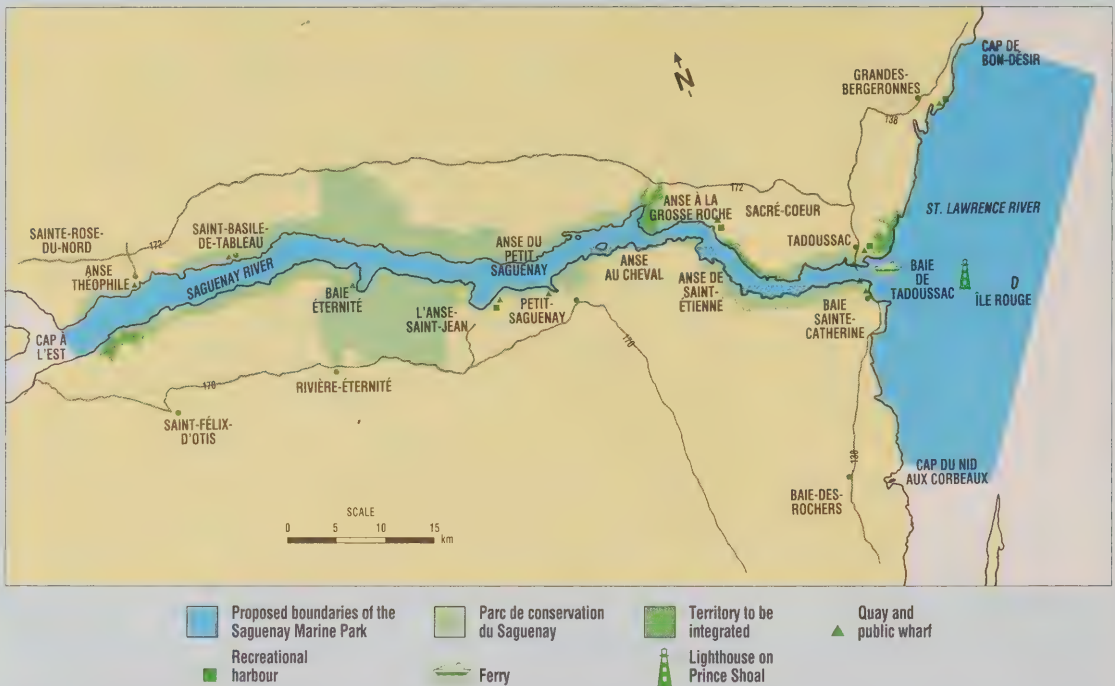 CAP DE
BON-DÉSIR
N
GRANDES-
BERGERONNES
138
172
ANSE À LA
GROSSE ROCHE
SACRÉ-COEUR
ST. LAWRENCE RIVER
SAINTE-ROSE-
DU-NORD
172
SAINT-BASILE-
DE-TABLEAU
ANSE DU
PETIT
SAGUENAY
TADOUSSAC
ANSE
THÉOPHILE
SAGUENAY RIVER
ANSE
AU CHEVAL
BAIE
DE
TADOUSSAC
D
ÎLE ROUGE
BAIE
ÉTERNITÉ
ANSE DE
SAINT-
ÉTIENNE
L'ANSE-
SAINT-JEAN
PETIT-
SAGUENAY
BAIE
SAINTE-
CATHERINE
CAP À
L'EST
170
170
RIVIÈRE-ÉTERNITÉ
SAINT-FÉLIX-
D'OTIS
138
CAP DU NID
AUX CORBEAUX
BAIE-DES-
ROCHERS
SCALE
0 5 10 15
km
Proposed boundaries of the
Saguenay Marine Park
Parc de conservation
du Saguenay
Territory to be
integrated
Quay and
public wharf
Recreational
harbour
Ferry
Lighthouse on
Prince Shoal